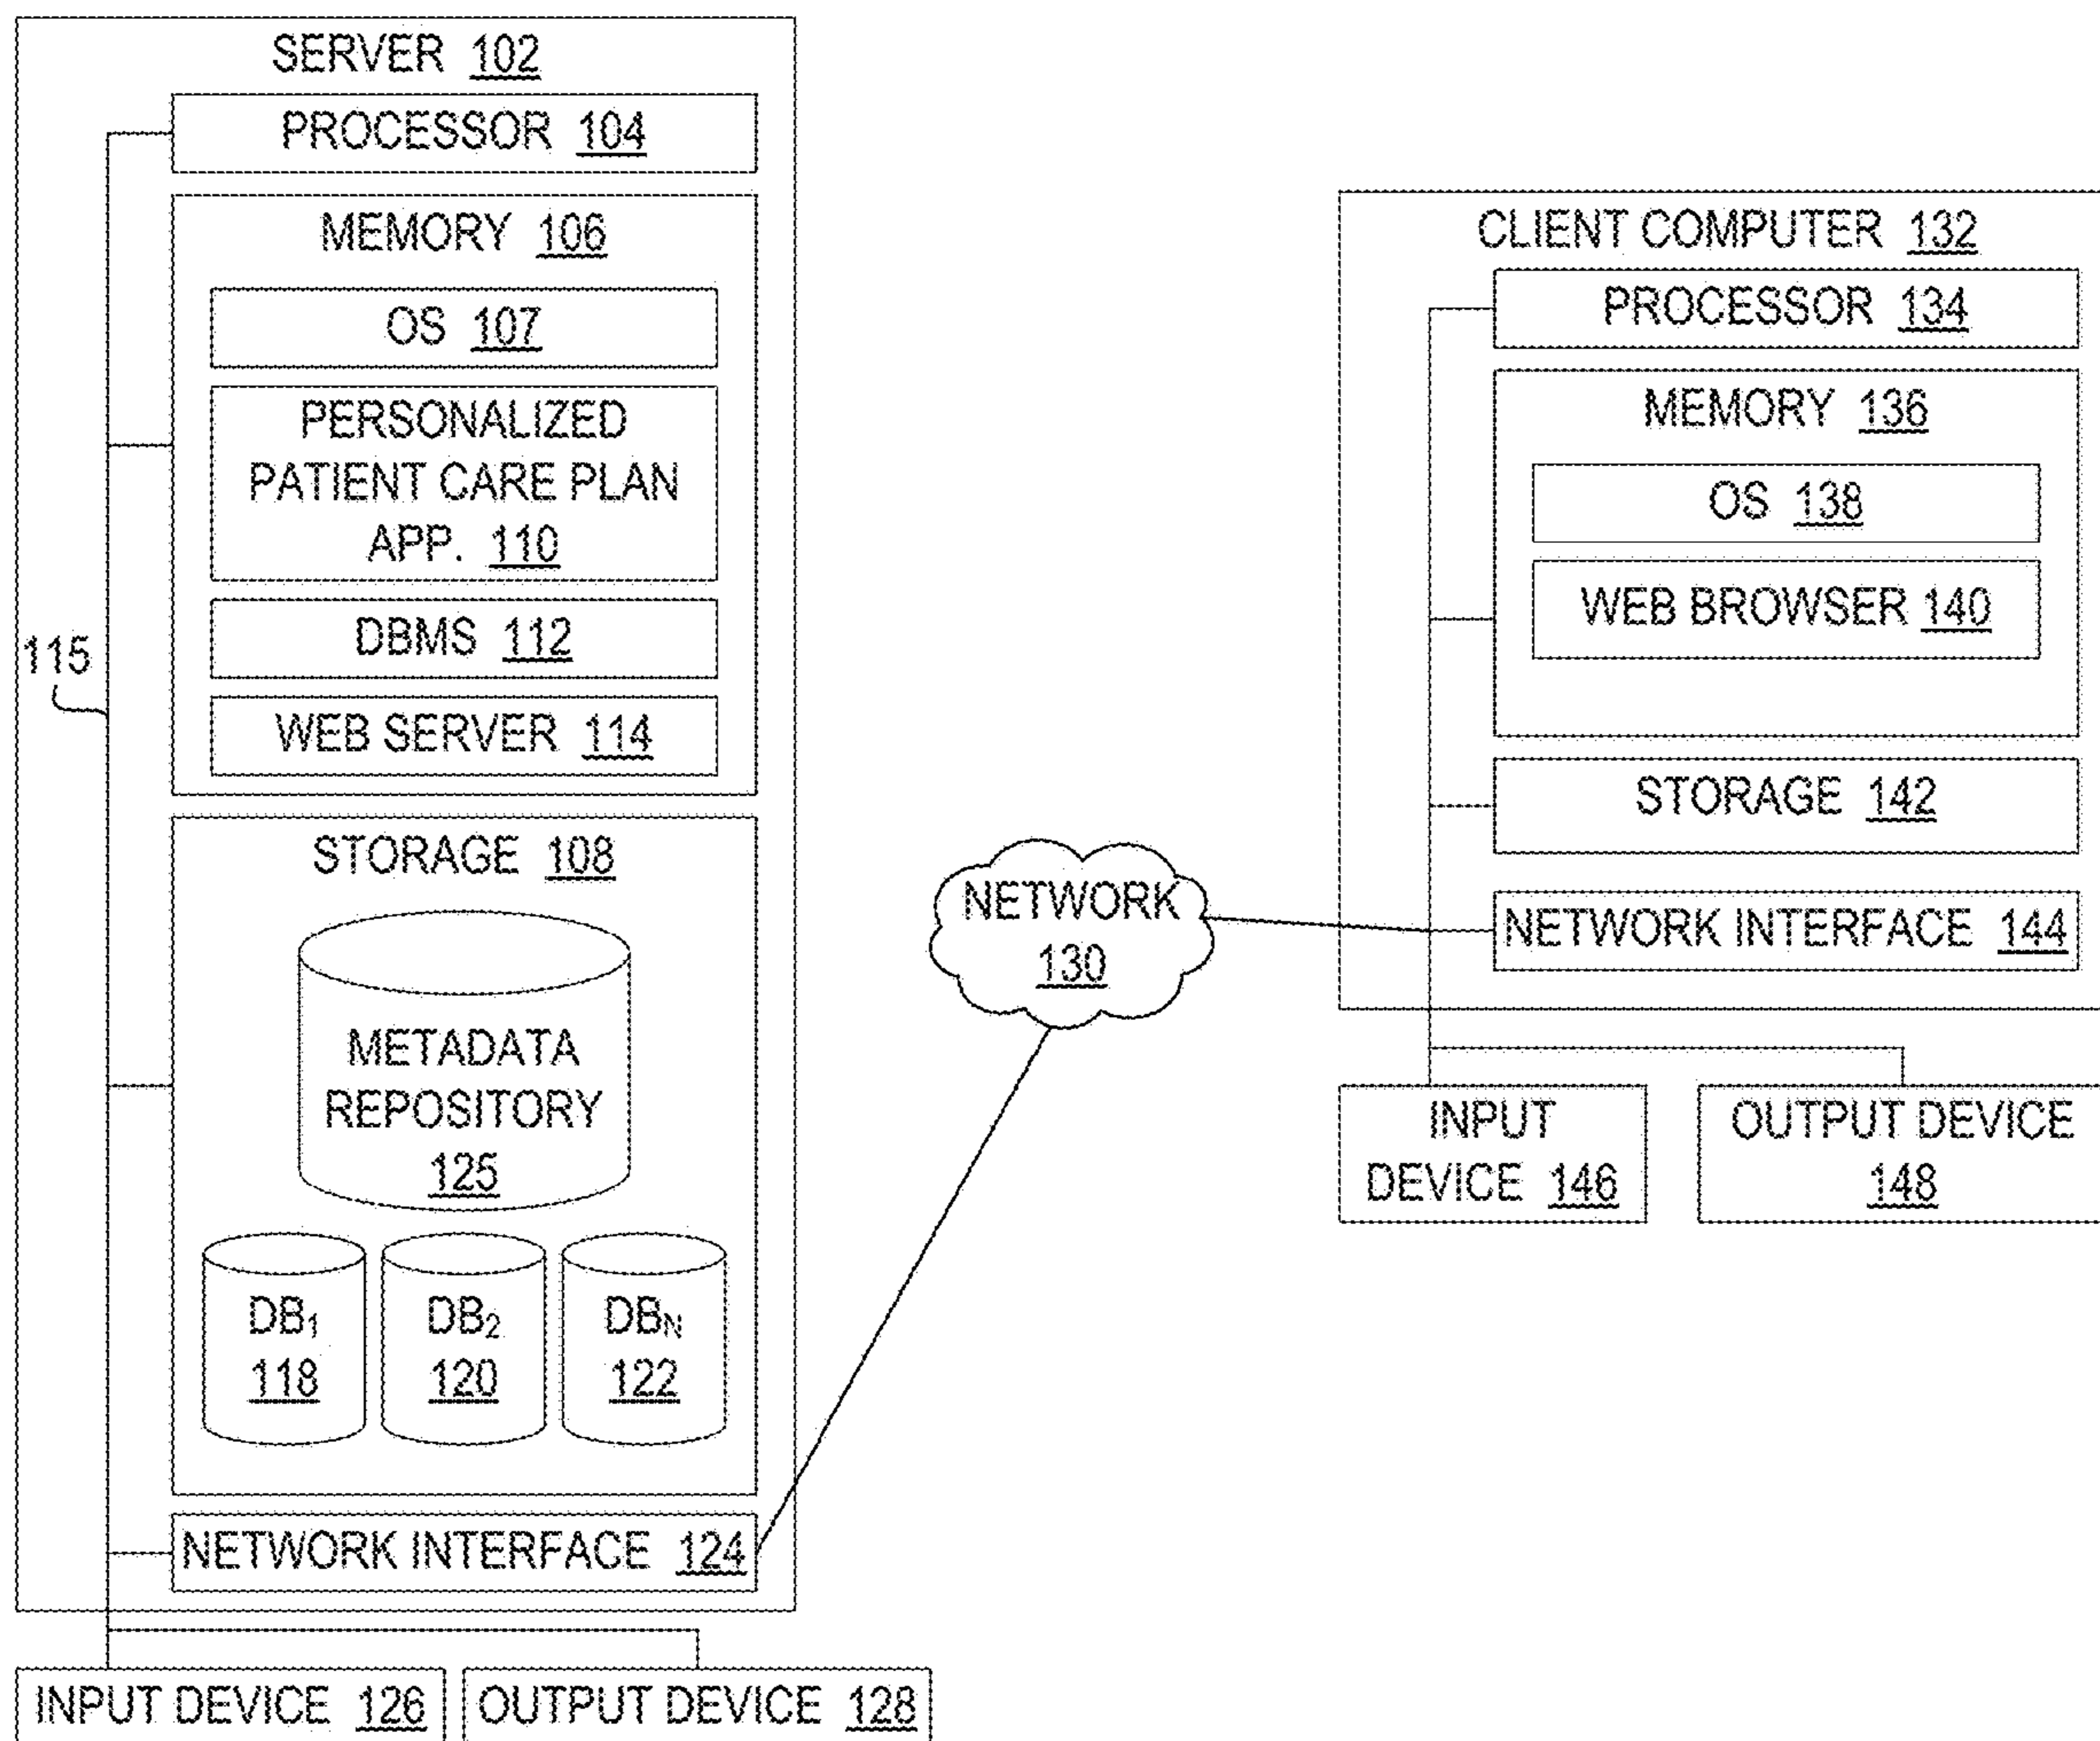 SERVER 102
PROCESSOR 104
MEMORY 106
OS 107
PERSONALIZED
PATIENT CARE PLAN
APP. 110
DBMS 112
WEB SERVER 114
115
STORAGE 108
METADATA
REPOSITORY
125
DB1
118
DB2
120
DBN
122
NETWORK INTERFACE 124
INPUT DEVICE 126
OUTPUT DEVICE 128
NETWORK
130
CLIENT COMPUTER 132
PROCESSOR 134
MEMORY 136
OS 138
WEB BROWSER 140
STORAGE 142
NETWORK INTERFACE 144
INPUT
DEVICE 146
OUTPUT DEVICE
148